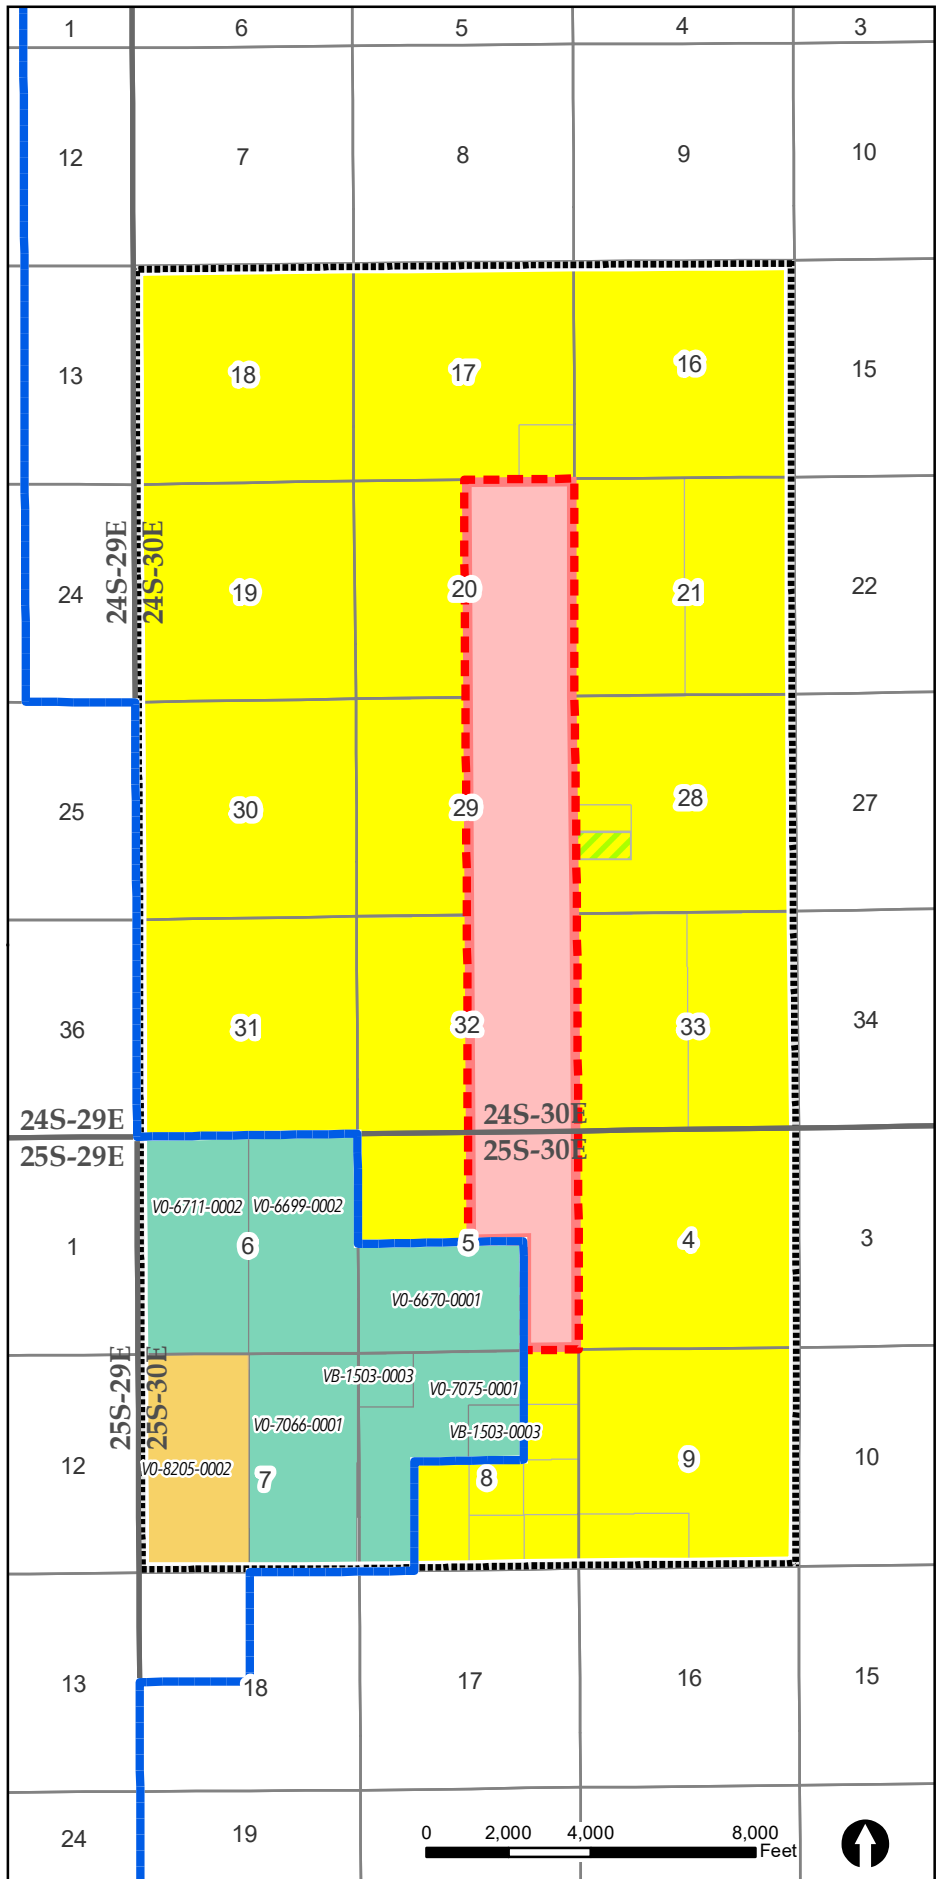 1 6 5 4 3
12 7 8 9 10
13 18 17 16 15
24S-29E
24S-30E
24 19 20 21 22
25 30 29 28 27
36 31 32 33 34
24S-29E 24S-30E
25S-29E 25S-30E
V0-6711-0002 V0-6699-0002
1 6 5 4 3
V0-6670-0001
25S-29E
25S-30E
VB-1503-0003
V0-7075-0001
V0-7066-0001
VB-1503-0003
V0-8205-0002
12 7 8 9 10
13 18 17 16 15
24 19
0 2,000 4,000 8,000
Feet